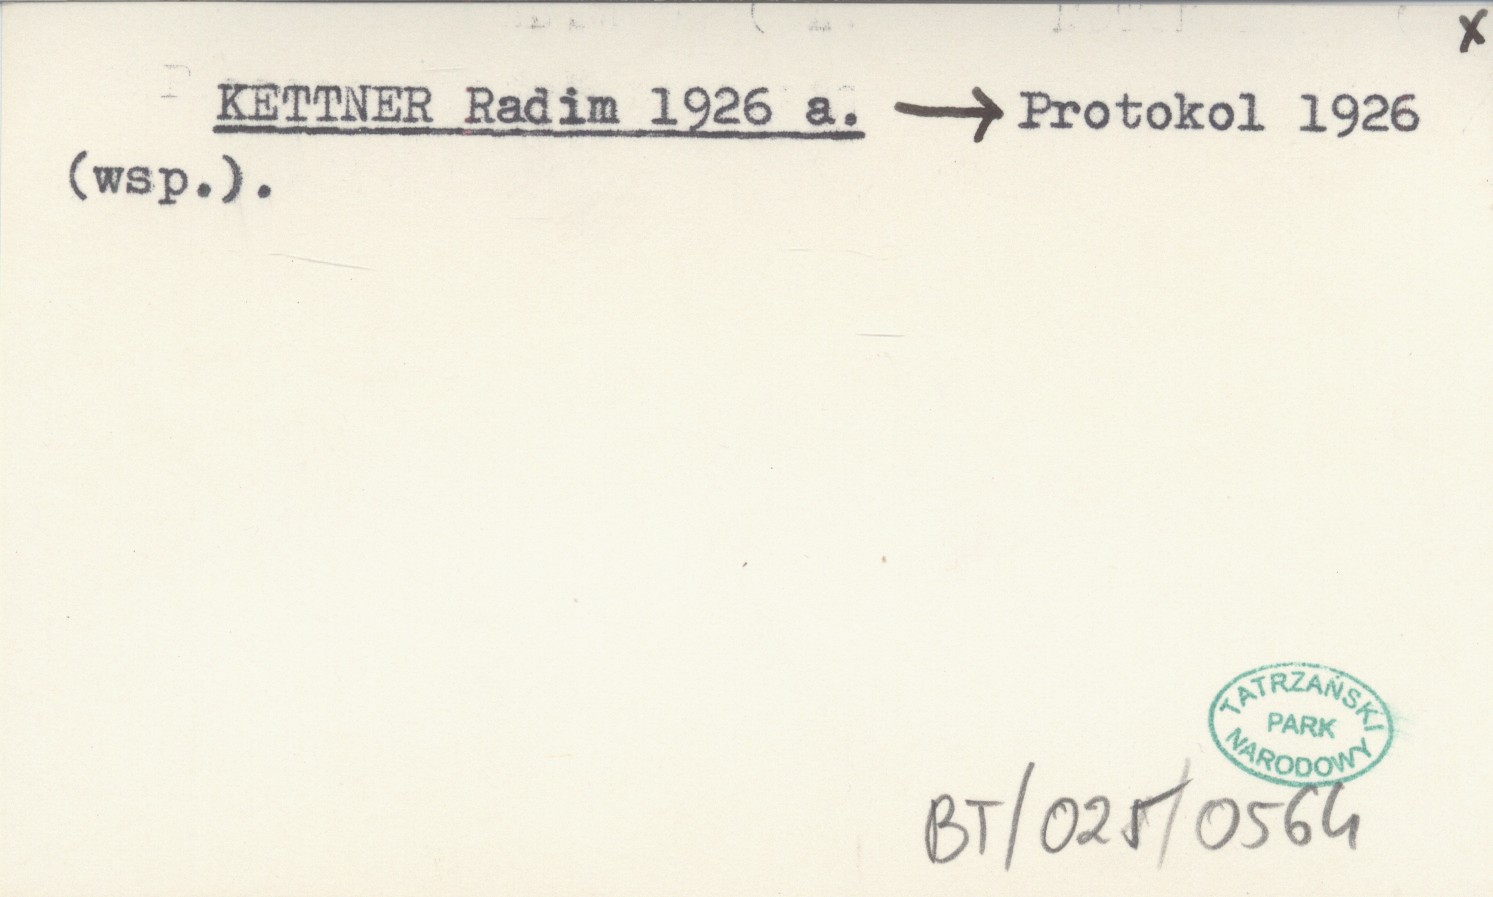 x
KETTNER Radim 1926 a. → Protokol 1926
(wsp.).
TATRZAŃSKI
PARK
NARODOWY
BT/025/0564